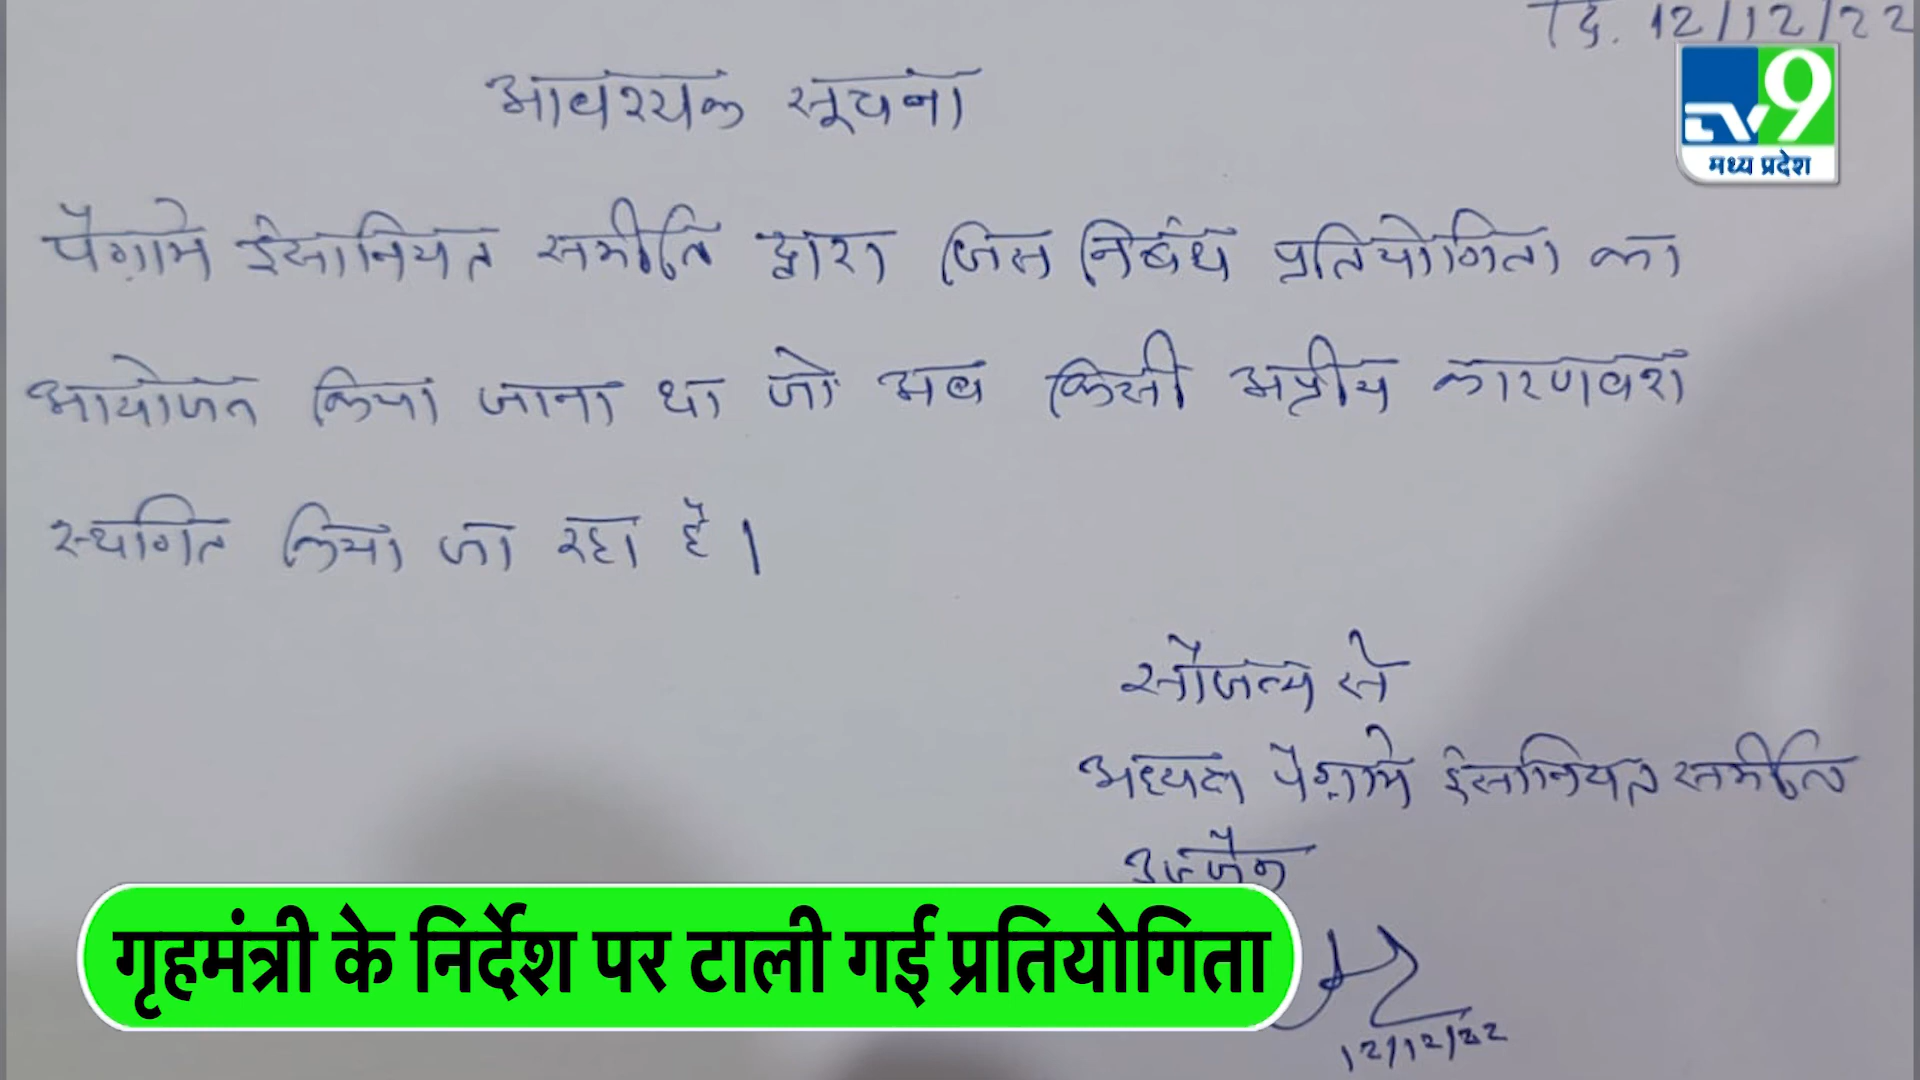 दि. 12/12/22
आवश्यक सूचना
TV9
मध्य प्रदेश
पैग़ामे इंसानियत समीति द्वारा जिस निबंध प्रतियोगिता का
आयोजन किया जाना था जो अब किसी अप्रीय कारणवश
स्थगित किया जा रहा है।
सौजन्य से
अध्यक्ष पैग़ामे इंसानियत समीति
उज्जैन
गृहमंत्री के निर्देश पर टाली गई प्रतियोगिता
12/12/22